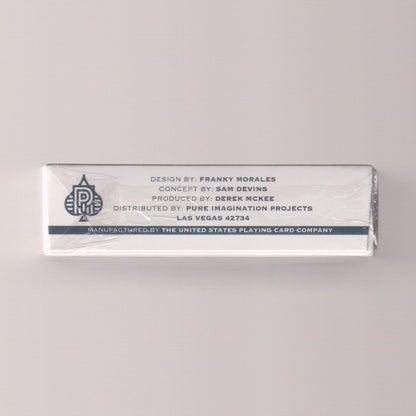 DESIGN BY: FRANKY MORALES
CONCEPT BY: SAM DEVINS
PRODUCED BY: DEREK MCKEE
DISTRIBUTED BY: PURE IMAGINATION PROJECTS
LAS VEGAS 42734
MANUFACTURED BY THE UNITED STATES PLAYING CARD COMPANY